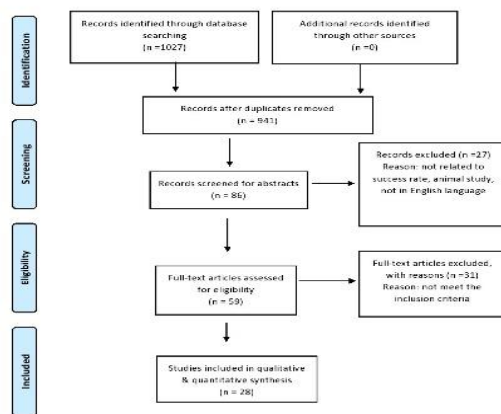 Identification
Records identified through database
searching
(n =1027)
Additional records identified
through other sources
(n =0)
Records after duplicates removed
(n = 941)
Screening
Records screened for abstracts
(n = 86)
Records excluded (n =27)
Reason: not related to
success rate, animal study,
not in English language
Eligibility
Full-text articles assessed
for eligibility
(n = 59)
Full-text articles excluded,
with reasons (n =31)
Reason: not meet the
inclusion criteria
Included
Studies included in qualitative
& quantitative synthesis
(n = 28)